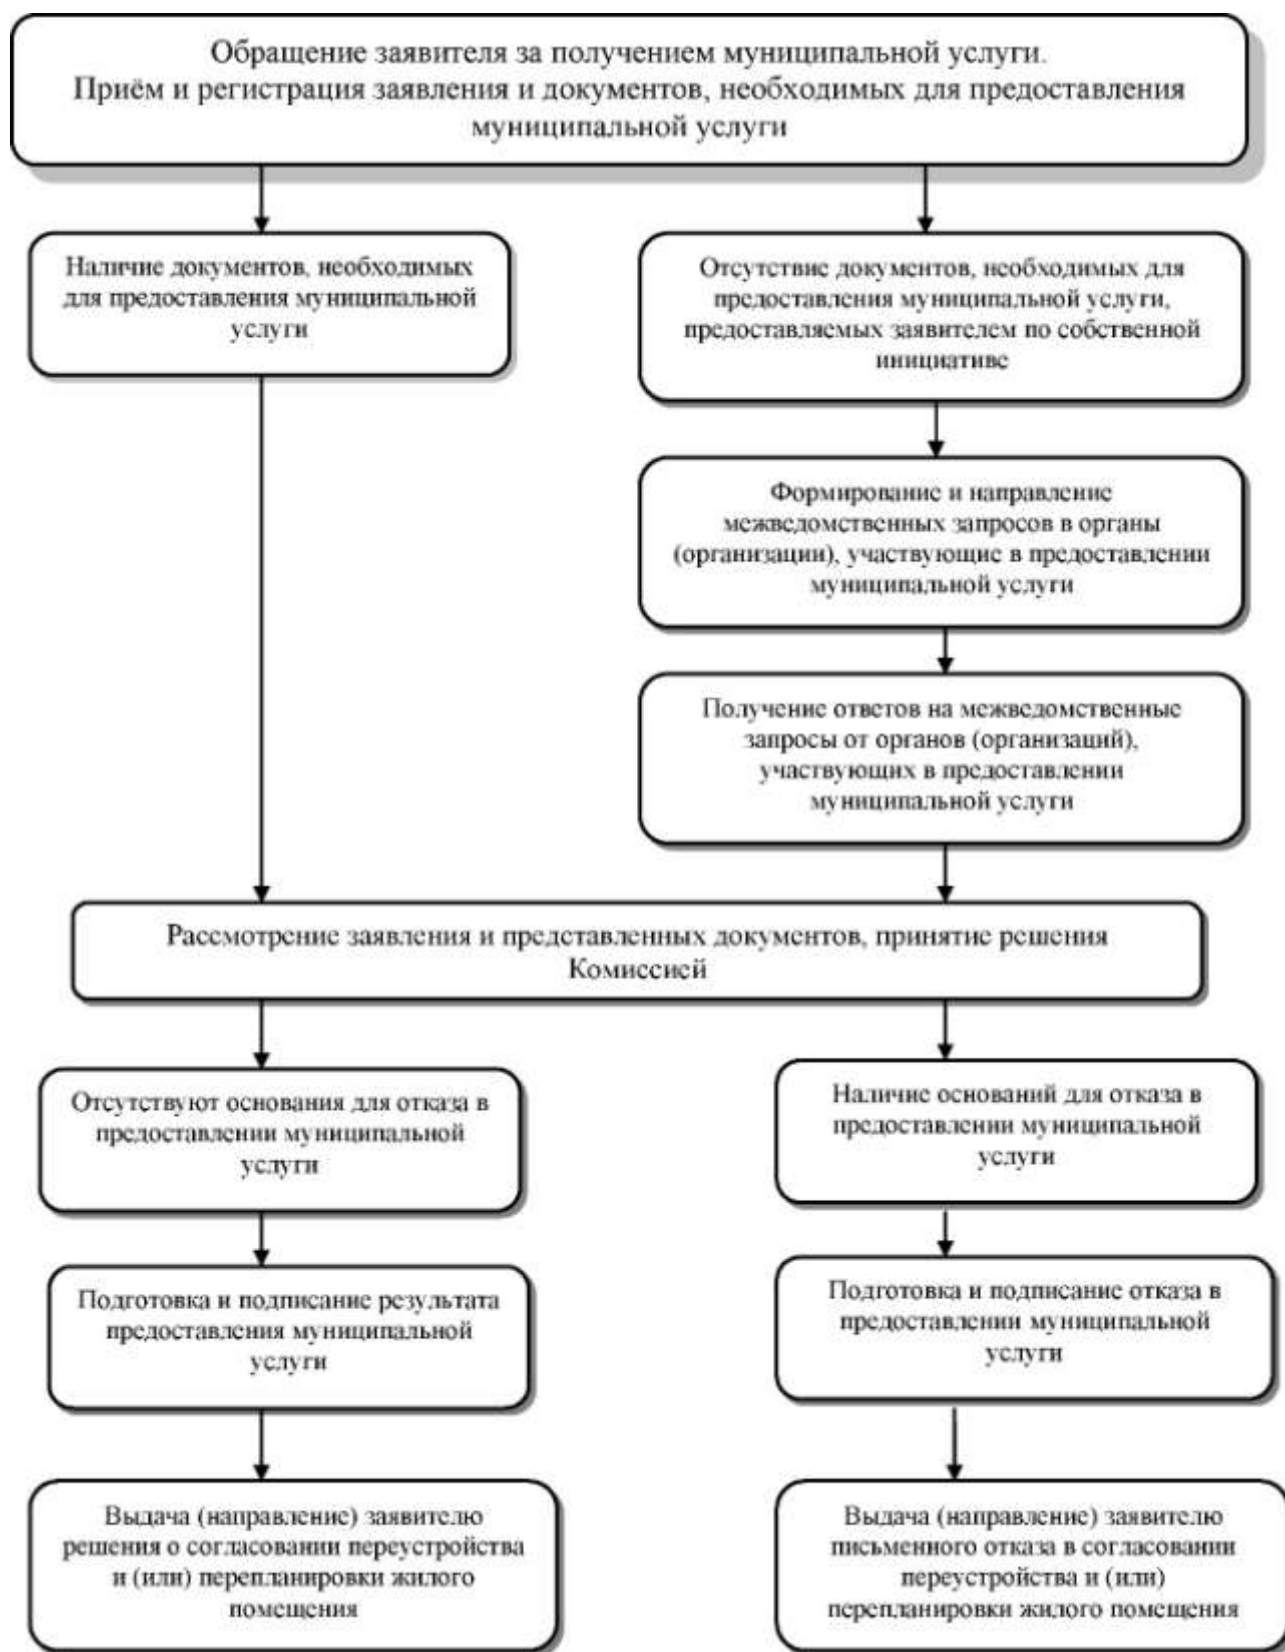 Обращение заявителя за получением муниципальной услуги.
Приём и регистрация заявления и документов, необходимых для предоставления
муниципальной услуги
Наличие документов, необходимых
для предоставления муниципальной
услуги
Отсутствие документов, необходимых для
предоставления муниципальной услуги,
предоставляемых заявителем по собственной
инициативе
Формирование и направление
межведомственных запросов в органы
(организации), участвующие в предоставлении
муниципальной услуги
Получение ответов на межведомственные
запросы от органов (организаций),
участвующих в предоставлении
муниципальной услуги
Рассмотрение заявления и представленных документов, принятие решения
Комиссией
Отсутствуют основания для отказа в
предоставлении муниципальной
услуги
Наличие оснований для отказа в
предоставлении муниципальной
услуги
Подготовка и подписание результата
предоставления муниципальной
услуги
Подготовка и подписание отказа в
предоставлении муниципальной
услуги
Выдача (направление) заявителю
решения о согласовании переустройства
и (или) перепланировки жилого
помещения
Выдача (направление) заявителю
письменного отказа в согласовании
переустройства и (или)
перепланировки жилого помещения